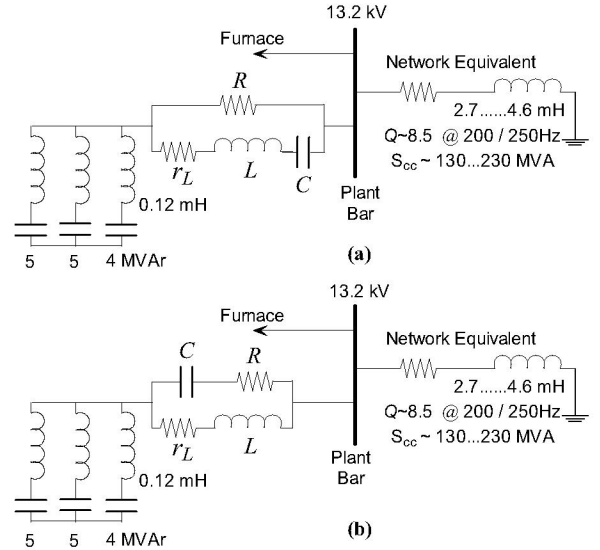 13.2 kV
Furnace
Network Equivalent
R
2.7......4.6 mH
Q~8.5 @ 200 / 250Hz
r_L
L
C
S_cc ~ 130...230 MVA
0.12 mH
Plant
Bar
5 5 4 MVAr
(a)
13.2 kV
Furnace
C
R
Network Equivalent
2.7......4.6 mH
Q~8.5 @ 200 / 250Hz
r_L
L
S_cc ~ 130...230 MVA
0.12 mH
Plant
Bar
5 5 4 MVAr
(b)